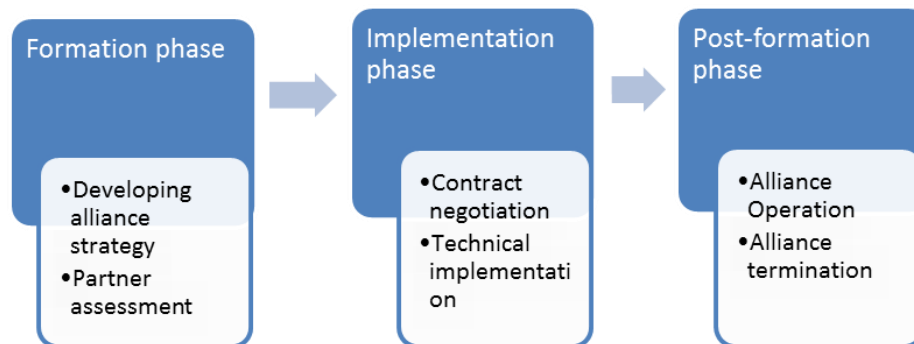 Formation phase
•Developing
alliance
strategy
•Partner
assessment
Implementation
phase
•Contract
negotiation
•Technical
implementati
on
Post-formation
phase
•Alliance
Operation
•Alliance
termination